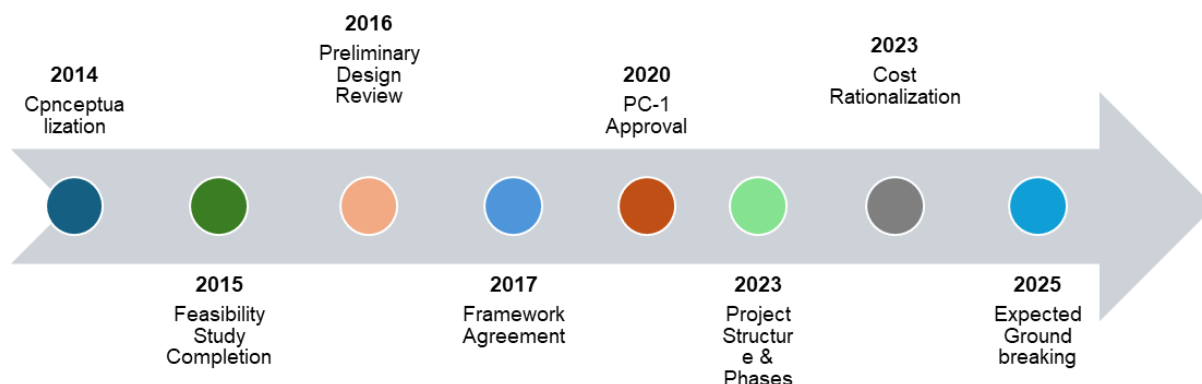 2014
Cpnceptua
lization
2015
Feasibility
Study
Completion
2016
Preliminary
Design
Review
2017
Framework
Agreement
2020
PC-1
Approval
2023
Project
Structur
e &
Phases
2023
Cost
Rationalization
2025
Expected
Ground
breaking